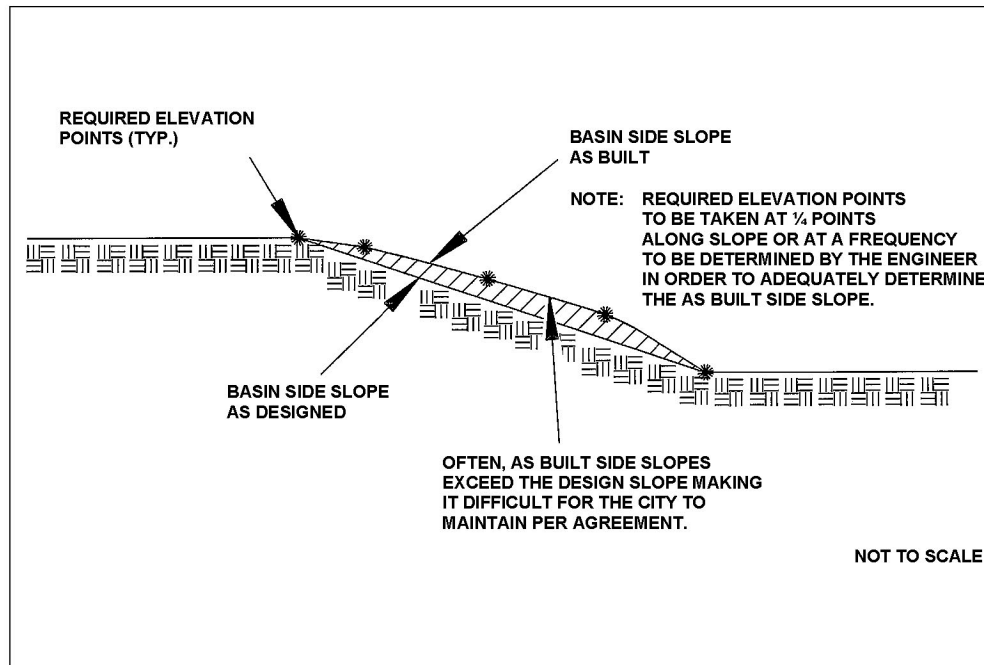 REQUIRED ELEVATION
POINTS (TYP.)
BASIN SIDE SLOPE
AS BUILT
NOTE: REQUIRED ELEVATION POINTS
TO BE TAKEN AT ¼ POINTS
ALONG SLOPE OR AT A FREQUENCY
TO BE DETERMINED BY THE ENGINEER
IN ORDER TO ADEQUATELY DETERMINE
THE AS BUILT SIDE SLOPE.
BASIN SIDE SLOPE
AS DESIGNED
OFTEN, AS BUILT SIDE SLOPES
EXCEED THE DESIGN SLOPE MAKING
IT DIFFICULT FOR THE CITY TO
MAINTAIN PER AGREEMENT.
NOT TO SCALE